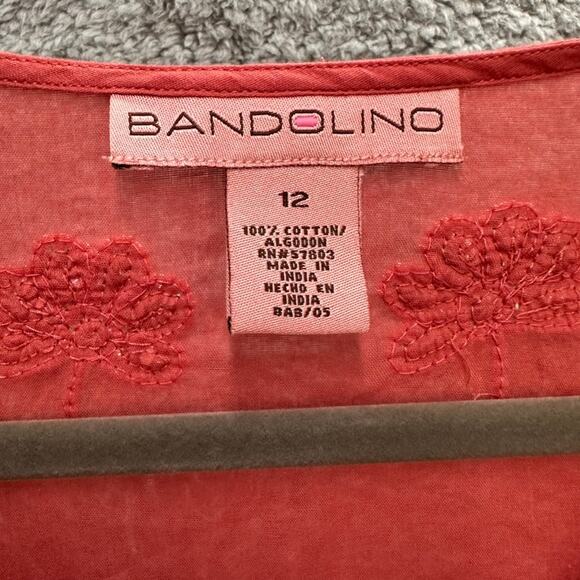 BANDOLINO
12
100% COTTON/
ALGODON
RN#57803
MADE IN
INDIA
HECHO EN
INDIA
BAB/05